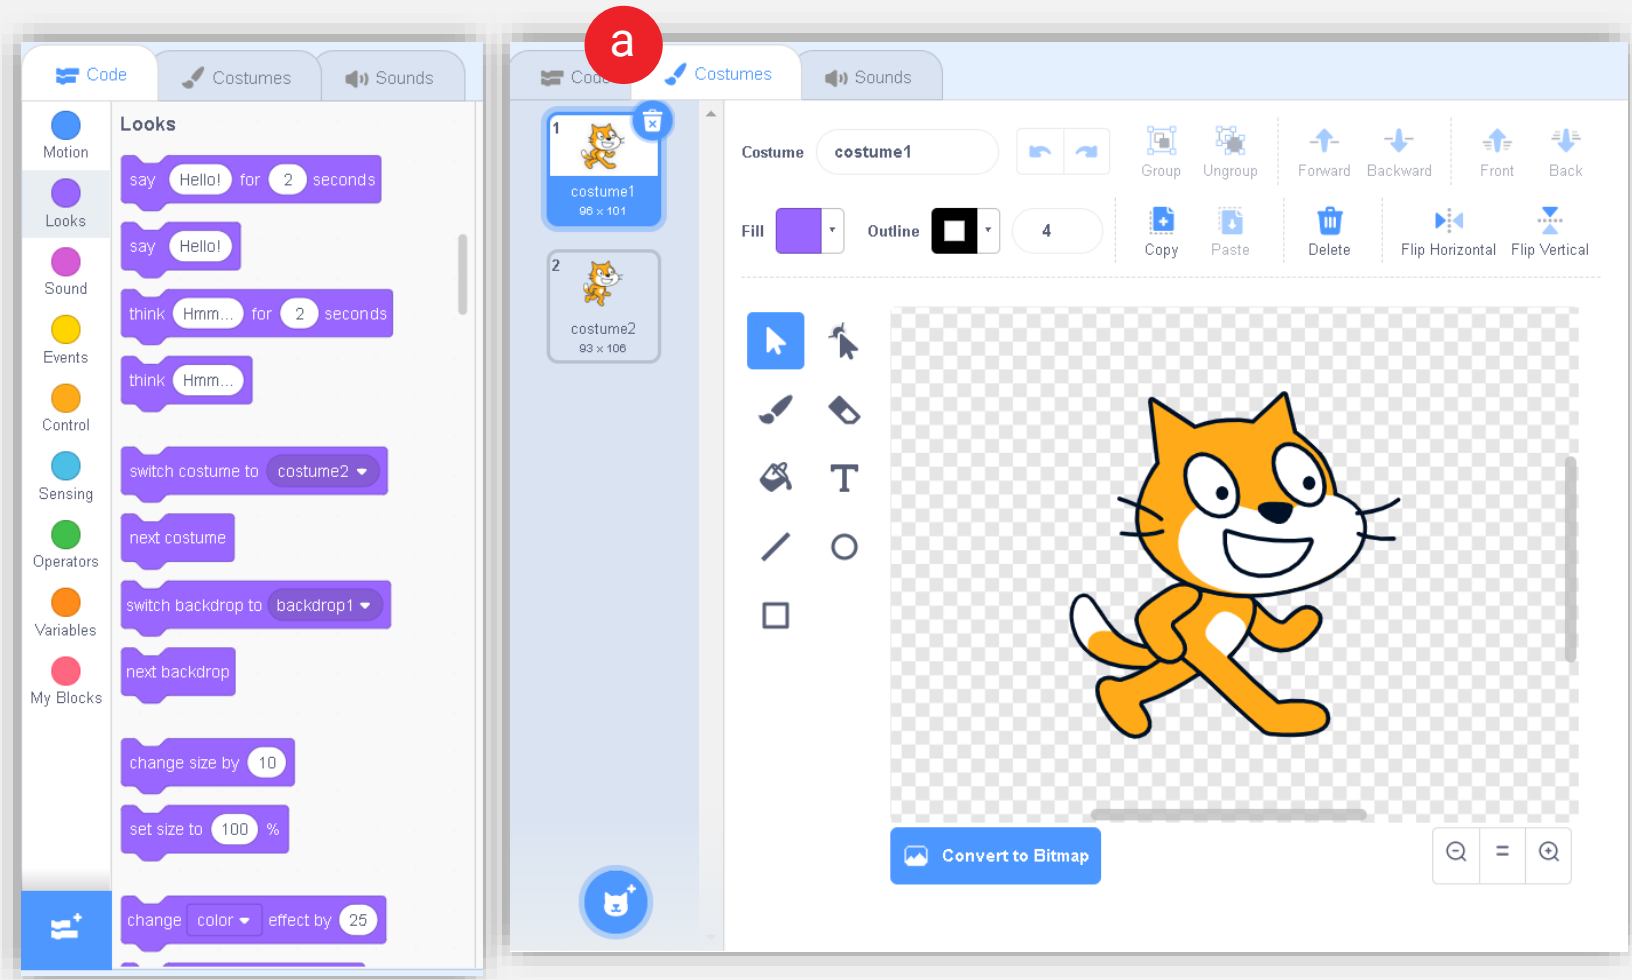 Code
Costumes
Sounds
Motion
Looks
Sound
Events
Control
Sensing
Operators
Variables
My Blocks
Looks
say Hello! for 2 seconds
say Hello!
think Hmm... for 2 seconds
think Hmm...
switch costume to costume2
next costume
switch backdrop to backdrop1
next backdrop
change size by 10
set size to 100 %
change color effect by 25
a
Code
Costumes
Sounds
1
costume1
96 x 101
2
costume2
93 x 106
Costume costume1
Group Ungroup Forward Backward Front Back
Fill Outline 4
Copy Paste Delete Flip Horizontal Flip Vertical
T
Convert to Bitmap